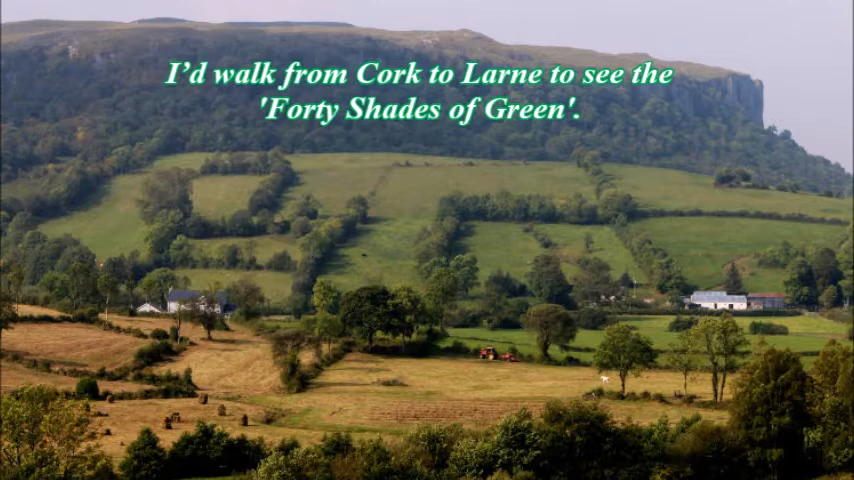 I’d walk from Cork to Larne to see the
'Forty Shades of Green'.